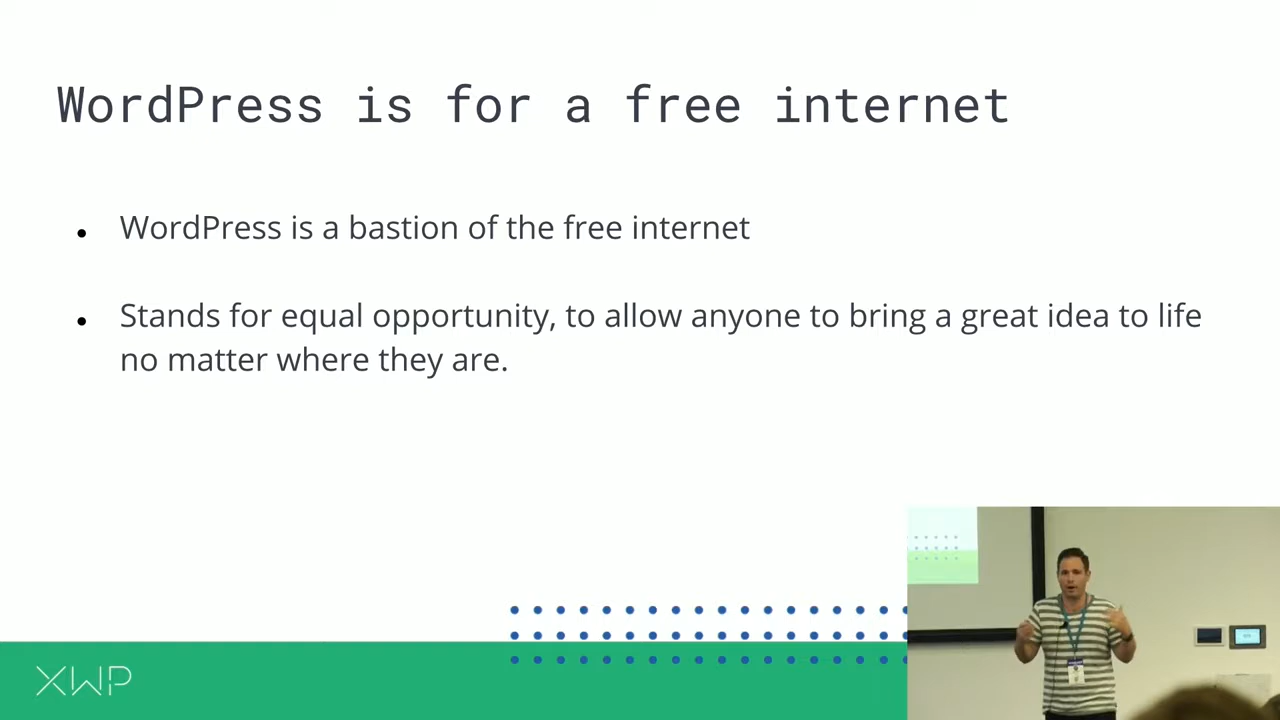 WordPress is for a free internet
• WordPress is a bastion of the free internet
• Stands for equal opportunity, to allow anyone to bring a great idea to life
no matter where they are.
XWP